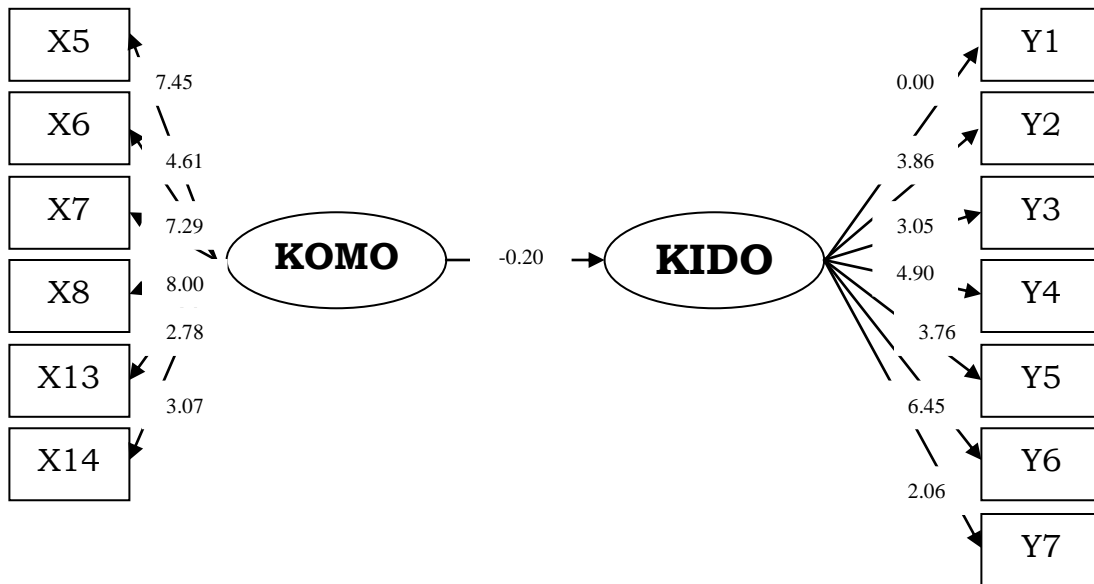 X5
7.45
X6
4.61
X7
7.29
X8
8.00
2.78
X13
3.07
X14
KOMO
-0.20
KIDO
0.00
Y1
3.86
Y2
3.05
Y3
4.90
Y4
3.76
Y5
6.45
Y6
2.06
Y7